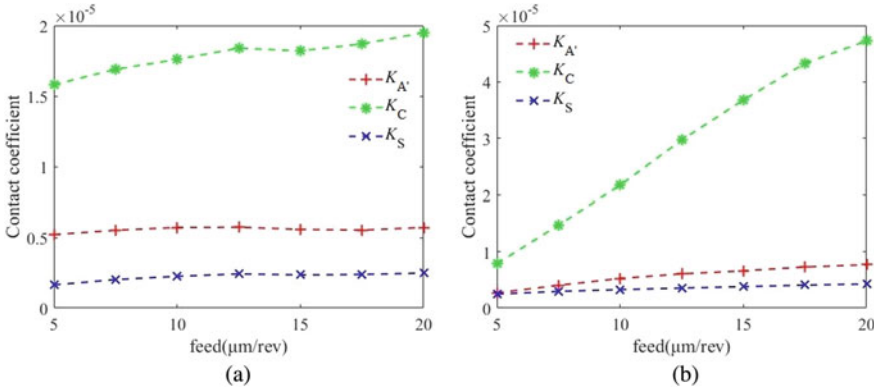 ×10⁻⁵
2
1.5
1
0.5
0
Contact coefficient
K_A'
K_C
K_S
5
10
15
20
feed(μm/rev)
(a)
×10⁻⁵
5
4
3
2
1
0
Contact coefficient
K_A'
K_C
K_S
5
10
15
20
feed(μm/rev)
(b)